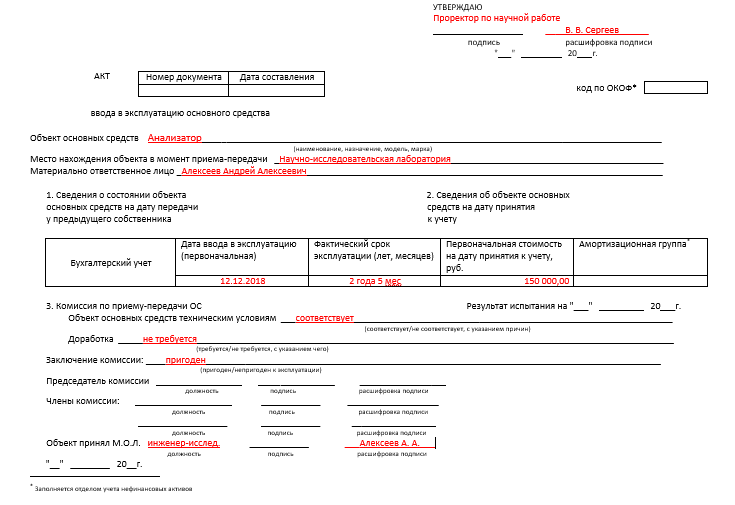 УТВЕРЖДАЮ
Проректор по научной работе
В. В. Сергеев
подпись расшифровка подписи
"___" ________ 20__г.
АКТ
Номер документа Дата составления
код по ОКОФ*
ввода в эксплуатацию основного средства
Объект основных средств Анализатор
(наименование, назначение, модель, марка)
Место нахождения объекта в момент приема-передачи Научно-исследовательская лаборатория
Материально ответственное лицо Алексеев Андрей Алексеевич
1. Сведения о состоянии объекта
основных средств на дату передачи
у предыдущего собственника
2. Сведения об объекте основных
средств на дату принятия
к учету
Бухгалтерский учет
Дата ввода в эксплуатацию
(первоначальная)
Фактический срок
эксплуатации (лет, месяцев)
Первоначальная стоимость
на дату принятия к учету,
руб.
Амортизационная группа*
12.12.2018 2 года 5 мес 150 000,00
3. Комиссия по приему-передачи ОС Результат испытания на "___" ________ 20___г.
Объект основных средств техническим условиям соответствует
(соответствует/не соответствует, с указанием причин)
Доработка не требуется
(требуется/не требуется, с указанием чего)
Заключение комиссии: пригоден
(пригоден/непригоден к эксплуатации)
Председатель комиссии
должность подпись расшифровка подписи
Члены комиссии:
должность подпись расшифровка подписи
должность подпись расшифровка подписи
Объект принял М.О.Л. инженер-исслед. Алексеев А. А.
должность подпись расшифровка подписи
"__" ________ 20__г.
* Заполняется отделом учета нефинансовых активов